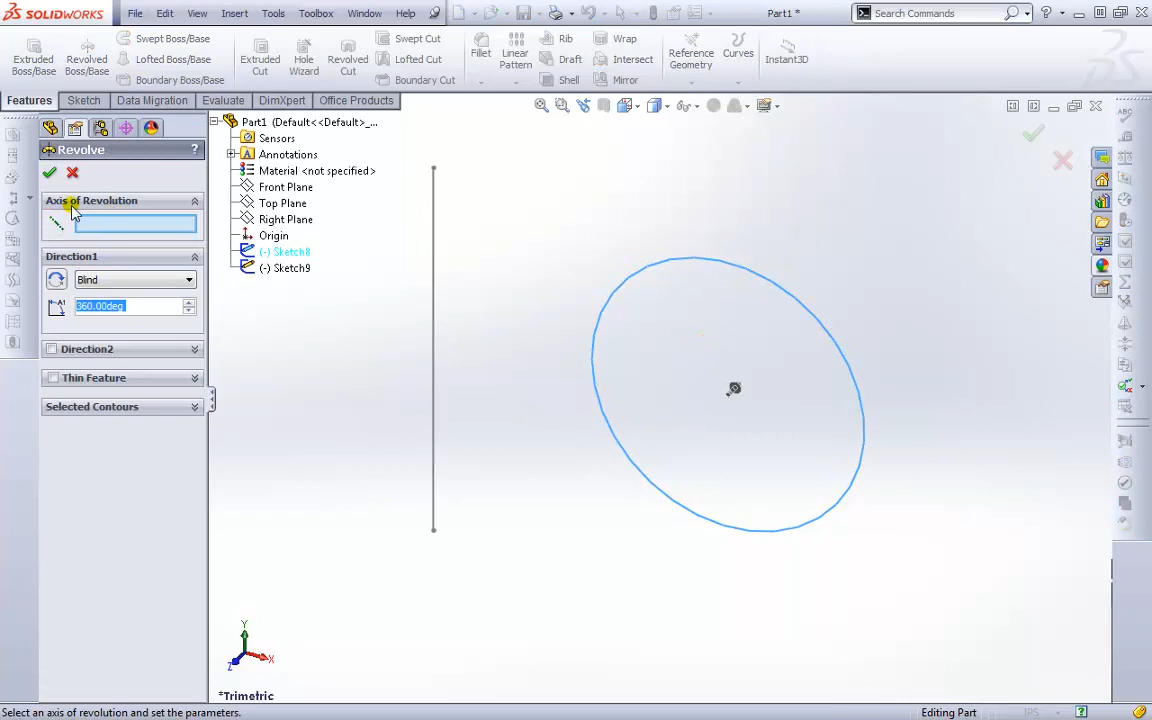 SOLIDWORKS File Edit View Insert Tools Toolbox Window Help Part1 * Search Commands
Extruded Boss/Base
Revolved Boss/Base
Swept Boss/Base
Lofted Boss/Base
Boundary Boss/Base
Extruded Cut
Hole Wizard
Revolved Cut
Swept Cut
Lofted Cut
Boundary Cut
Fillet
Linear Pattern
Rib
Draft
Shell
Wrap
Intersect
Mirror
Reference Geometry
Curves
Instant3D
Features Sketch Data Migration Evaluate DimXpert Office Products
Revolve ?
Axis of Revolution
Direction1
Blind
360.00deg
Direction2
Thin Feature
Selected Contours
Part1 (Default<<Default>_...
Sensors
Annotations
Material <not specified>
Front Plane
Top Plane
Right Plane
Origin
(-) Sketch8
(-) Sketch9
Y
X
Z
*Trimetric
Select an axis of revolution and set the parameters. Editing Part IPS